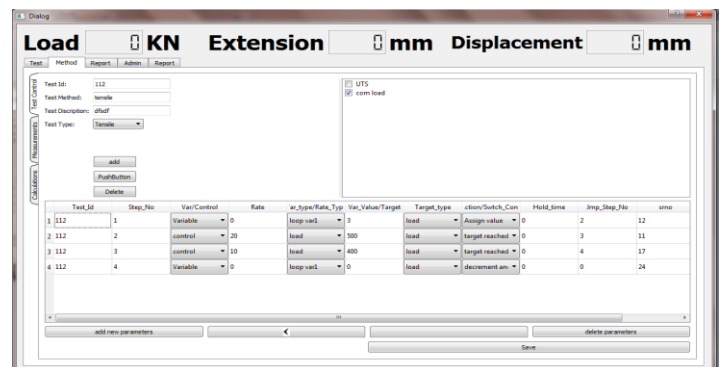 Dialog
Load 0 KN Extension 0 mm Displacement 0 mm
Test Method Report Admin Report
Test Control
Measurements
Calculations
Test Id: 112
Test Method: tensile
Test Discription: dfsdf
Test Type: Tensile
UTS
com load
add
PushButton
Delete
Test_Id Step_No Var/Control Rate 'ar_type/Rate_Typ Var_Value/Target Target_type .ction/Swtch_Con Hold_time Jmp_Step_No srno
1 112 1 Variable 0 loop var1 3 load Assign value 0 2 12
2 112 2 control 20 load 500 load target reached 0 3 11
3 112 3 control 10 load 400 load target reached 0 4 17
4 112 4 Variable 0 loop var1 0 load decrement an 0 0 24
add new parameters < delete parameters
Save